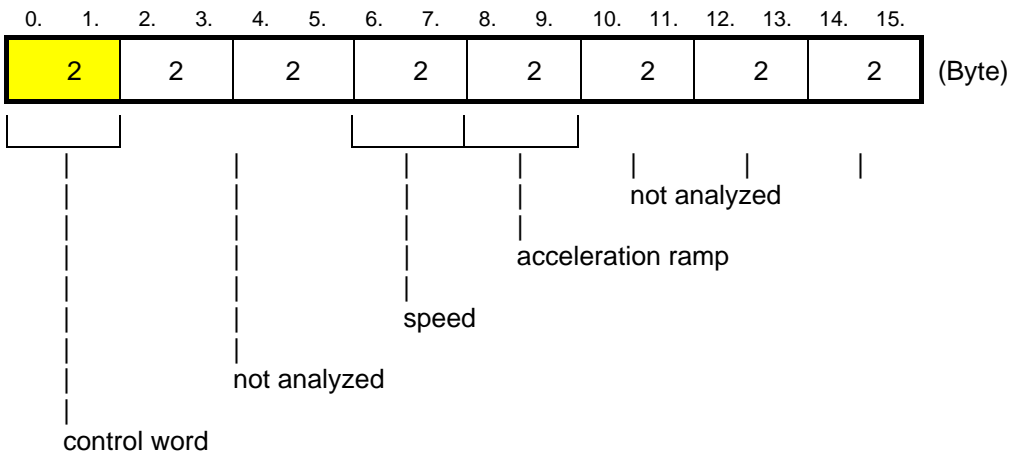 0. 1. 2. 3. 4. 5. 6. 7. 8. 9. 10. 11. 12. 13. 14. 15.
2 2 2 2 2 2 2 2 (Byte)
not analyzed
acceleration ramp
speed
not analyzed
control word